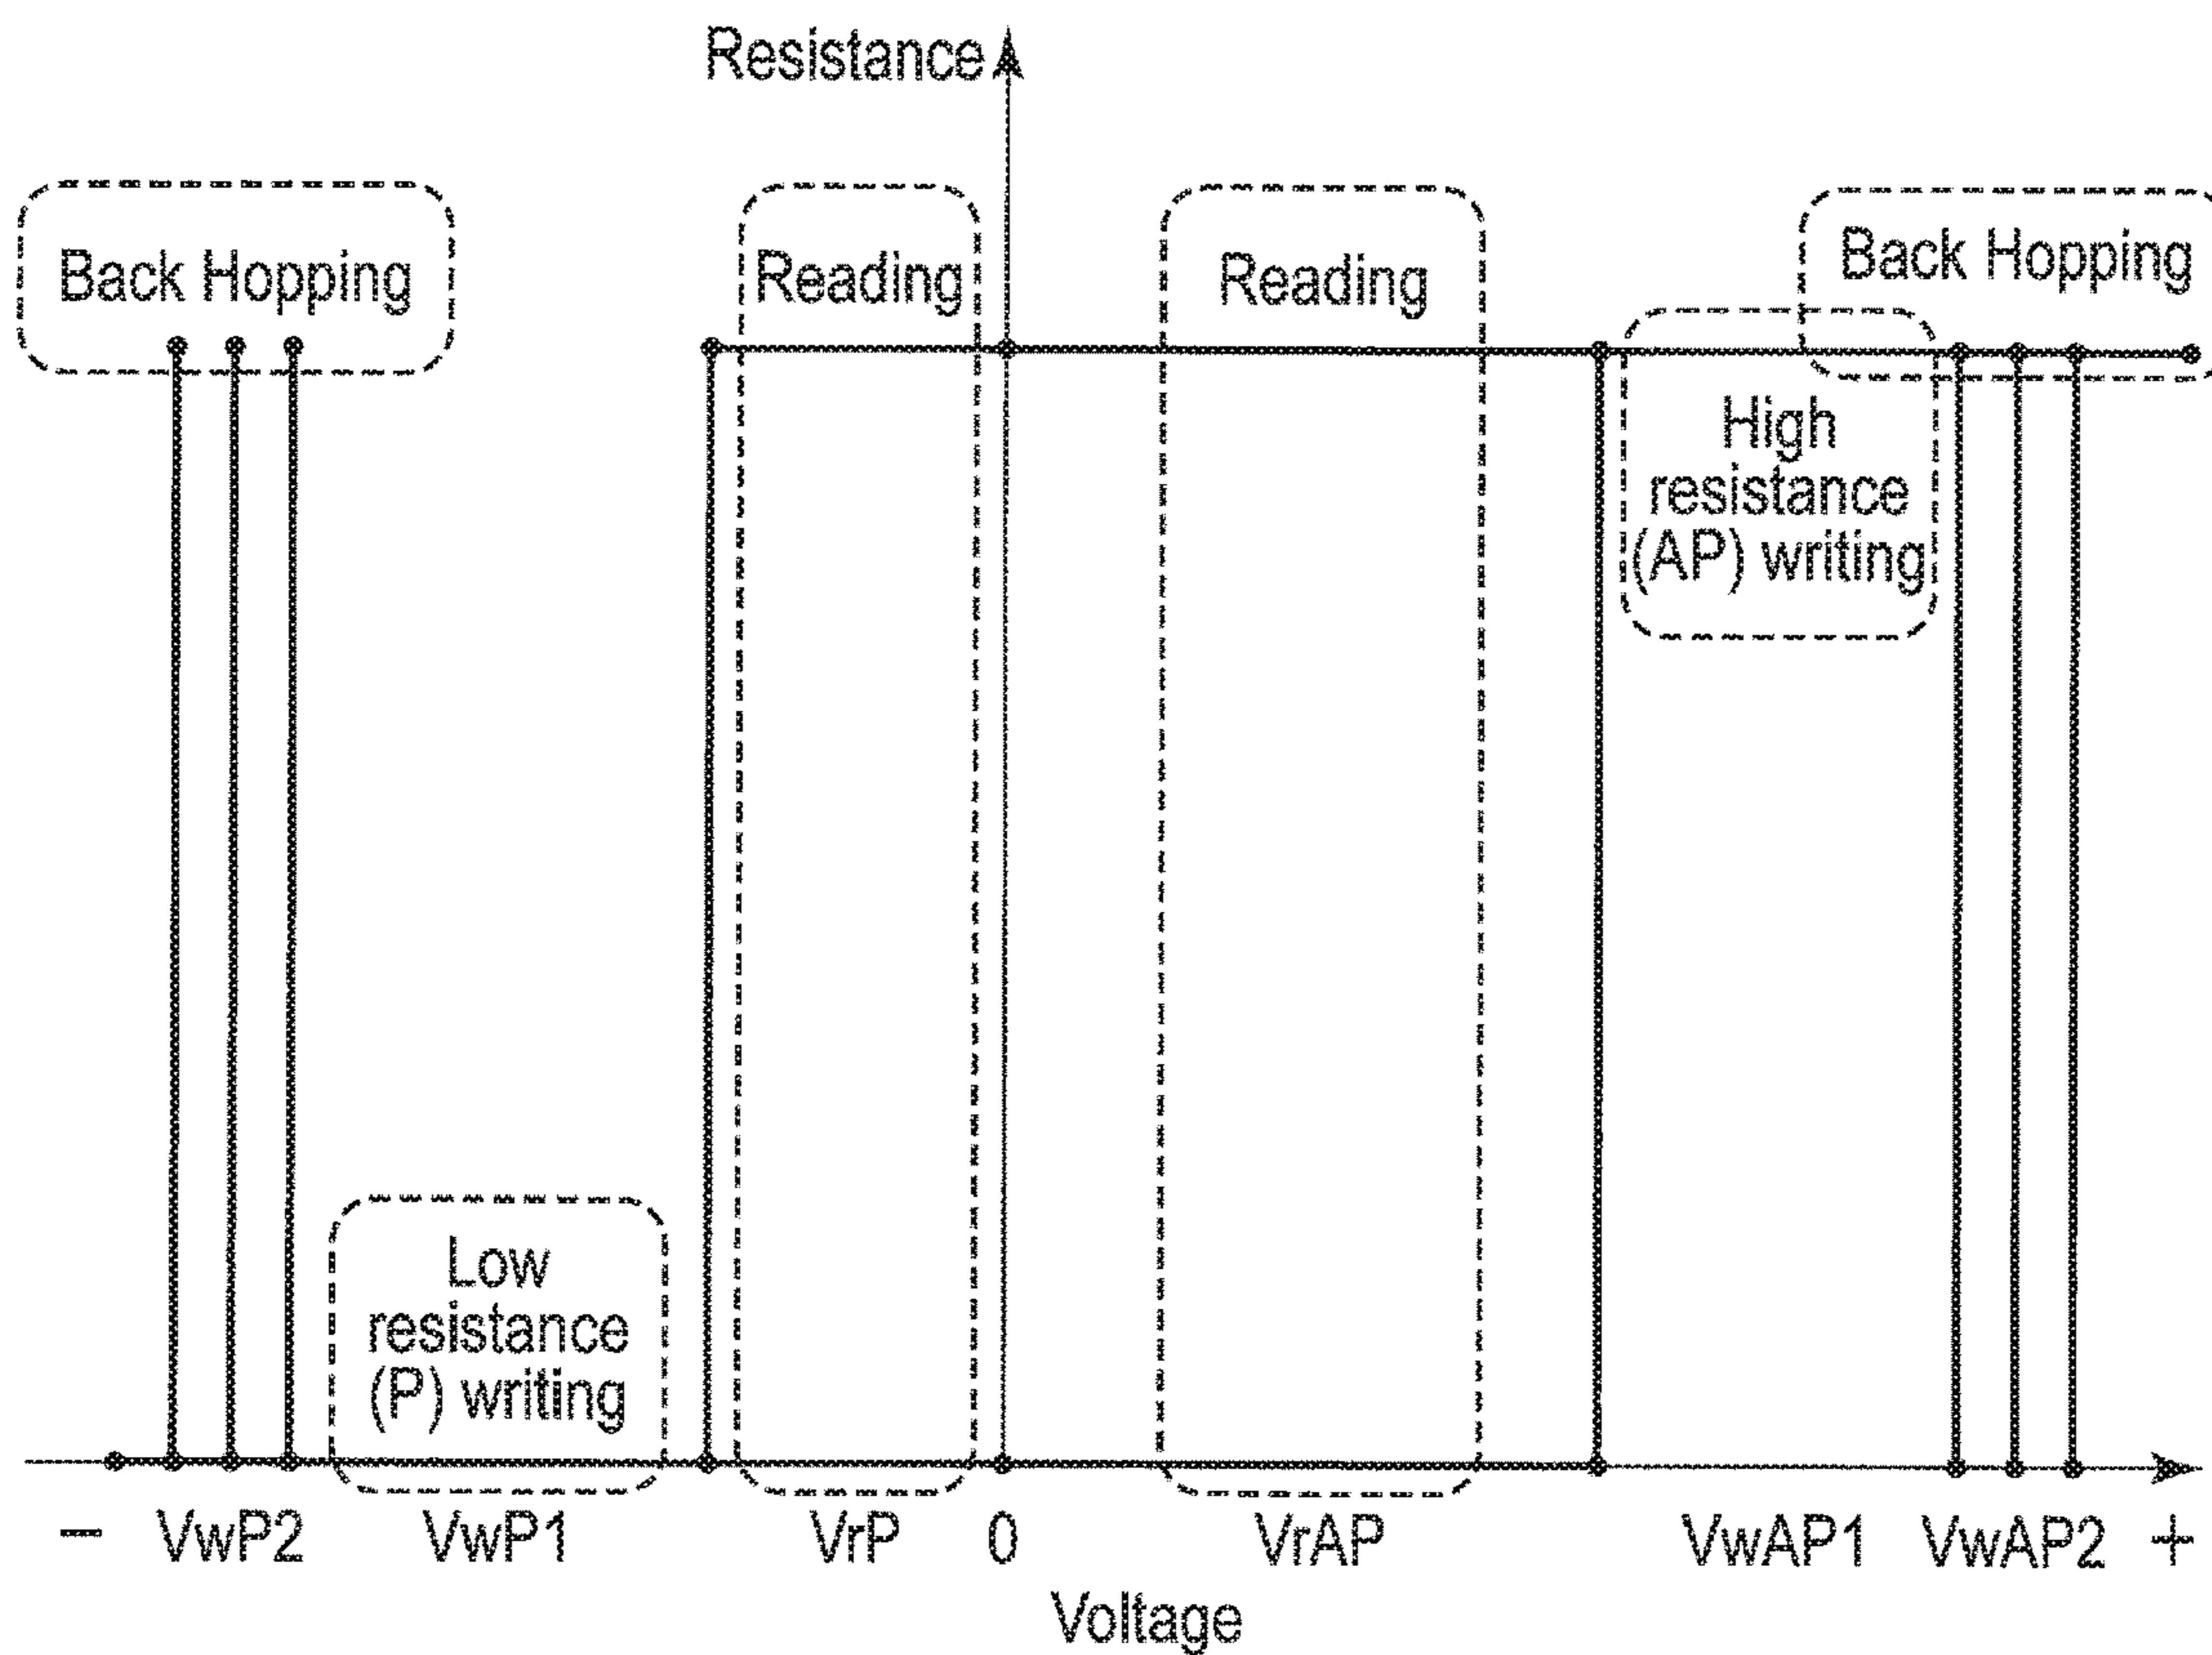 Resistance
Back Hopping
Reading
Reading
Back Hopping
High
resistance
(AP) writing
Low
resistance
(P) writing
− VwP2 VwP1 VrP 0 VrAP VwAP1 VwAP2 +
Voltage